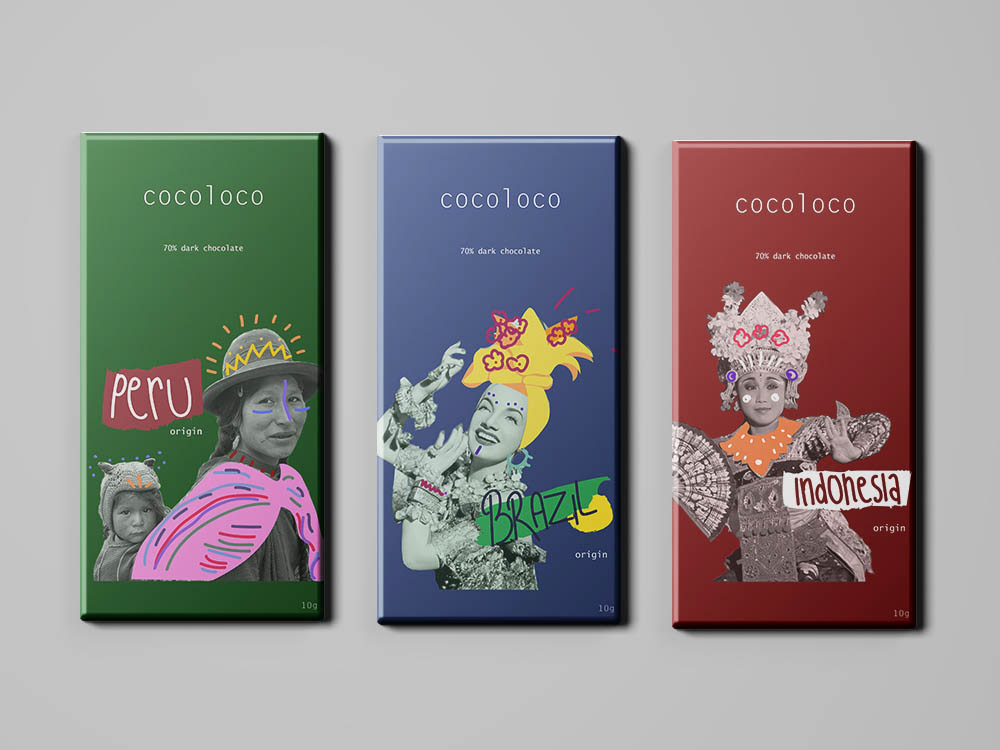 cocoloco
70% dark chocolate
Peru
origin
10g
cocoloco
70% dark chocolate
BRAZIL
origin
10g
cocoloco
70% dark chocolate
indonesia
origin
10g